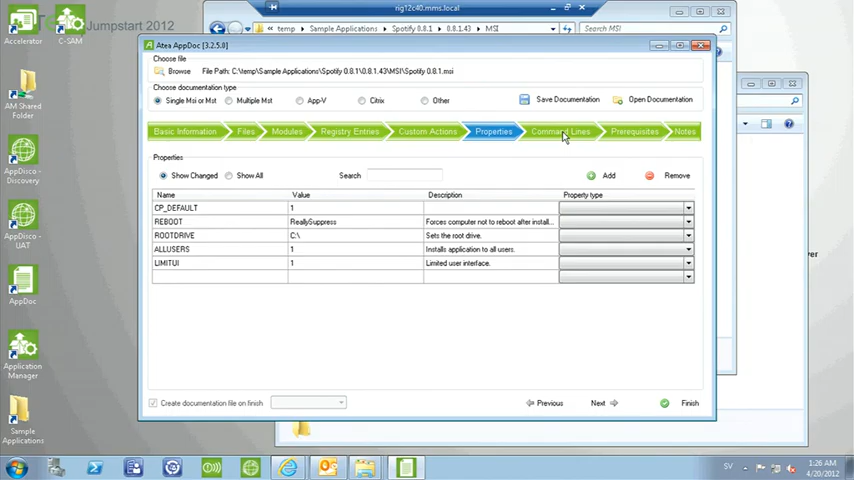 Jumpstart 2012
rig12c40.mms.local
temp ▸ Sample Applications ▸ Spotify 0.8.1 ▸ 0.8.1.43 ▸ MSI
MSI
Accelerator
C-SAM
AM Shared
Folder
AppDisco -
Discovery
AppDisco -
UAT
AppDoc
Application
Manager
Sample
Applications
Atea AppDoc [3.2.5.0]
Choose file
Browse File Path: C:\temp\Sample Applications\Spotify 0.8.1\0.8.1.43\MSI\Spotify 0.8.1.msi
Choose documentation type
Single Msi or Mst Multiple Mst App-V Citrix Other Save Documentation Open Documentation
Basic Information Files Modules Registry Entries Custom Actions Properties Command Lines Prerequisites Notes
Properties
Show Changed Show All Search Add Remove
Name Value Description Property type
CP_DEFAULT 1
REBOOT ReallySuppress Forces computer not to reboot after install...
ROOTDRIVE C:\ Sets the root drive.
ALLUSERS 1 Installs application to all users.
LIMITUI 1 Limited user interface.
Create documentation file on finish Previous Next Finish
ver
SV 1:26 AM
4/20/2012